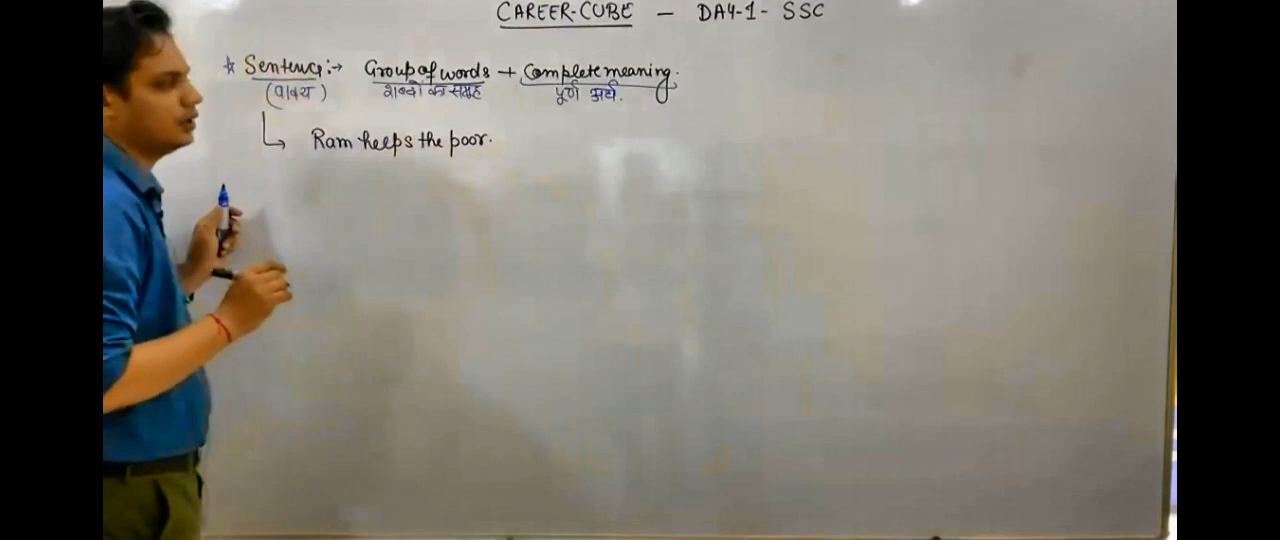 CAREER-CUBE - DAY-1- SSC
☆ Sentence:→ Group of words + Complete meaning.
(वाक्य) शब्दों का समूह पूर्ण अर्थ.
↳ Ram helps the poor.